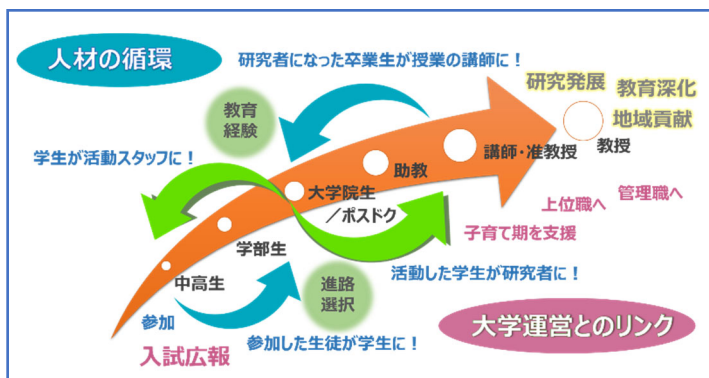 人材の循環
研究者になった卒業生が授業の講師に!
研究発展
教育深化
地域貢献
教育
経験
学生が活動スタッフに!
教授
講師・准教授
助教
大学院生
/ポスドク
学部生
中高生
上位職へ
管理職へ
子育て期を支援
活動した学生が研究者に!
進路
選択
参加
参加した生徒が学生に!
入試広報
大学運営とのリンク